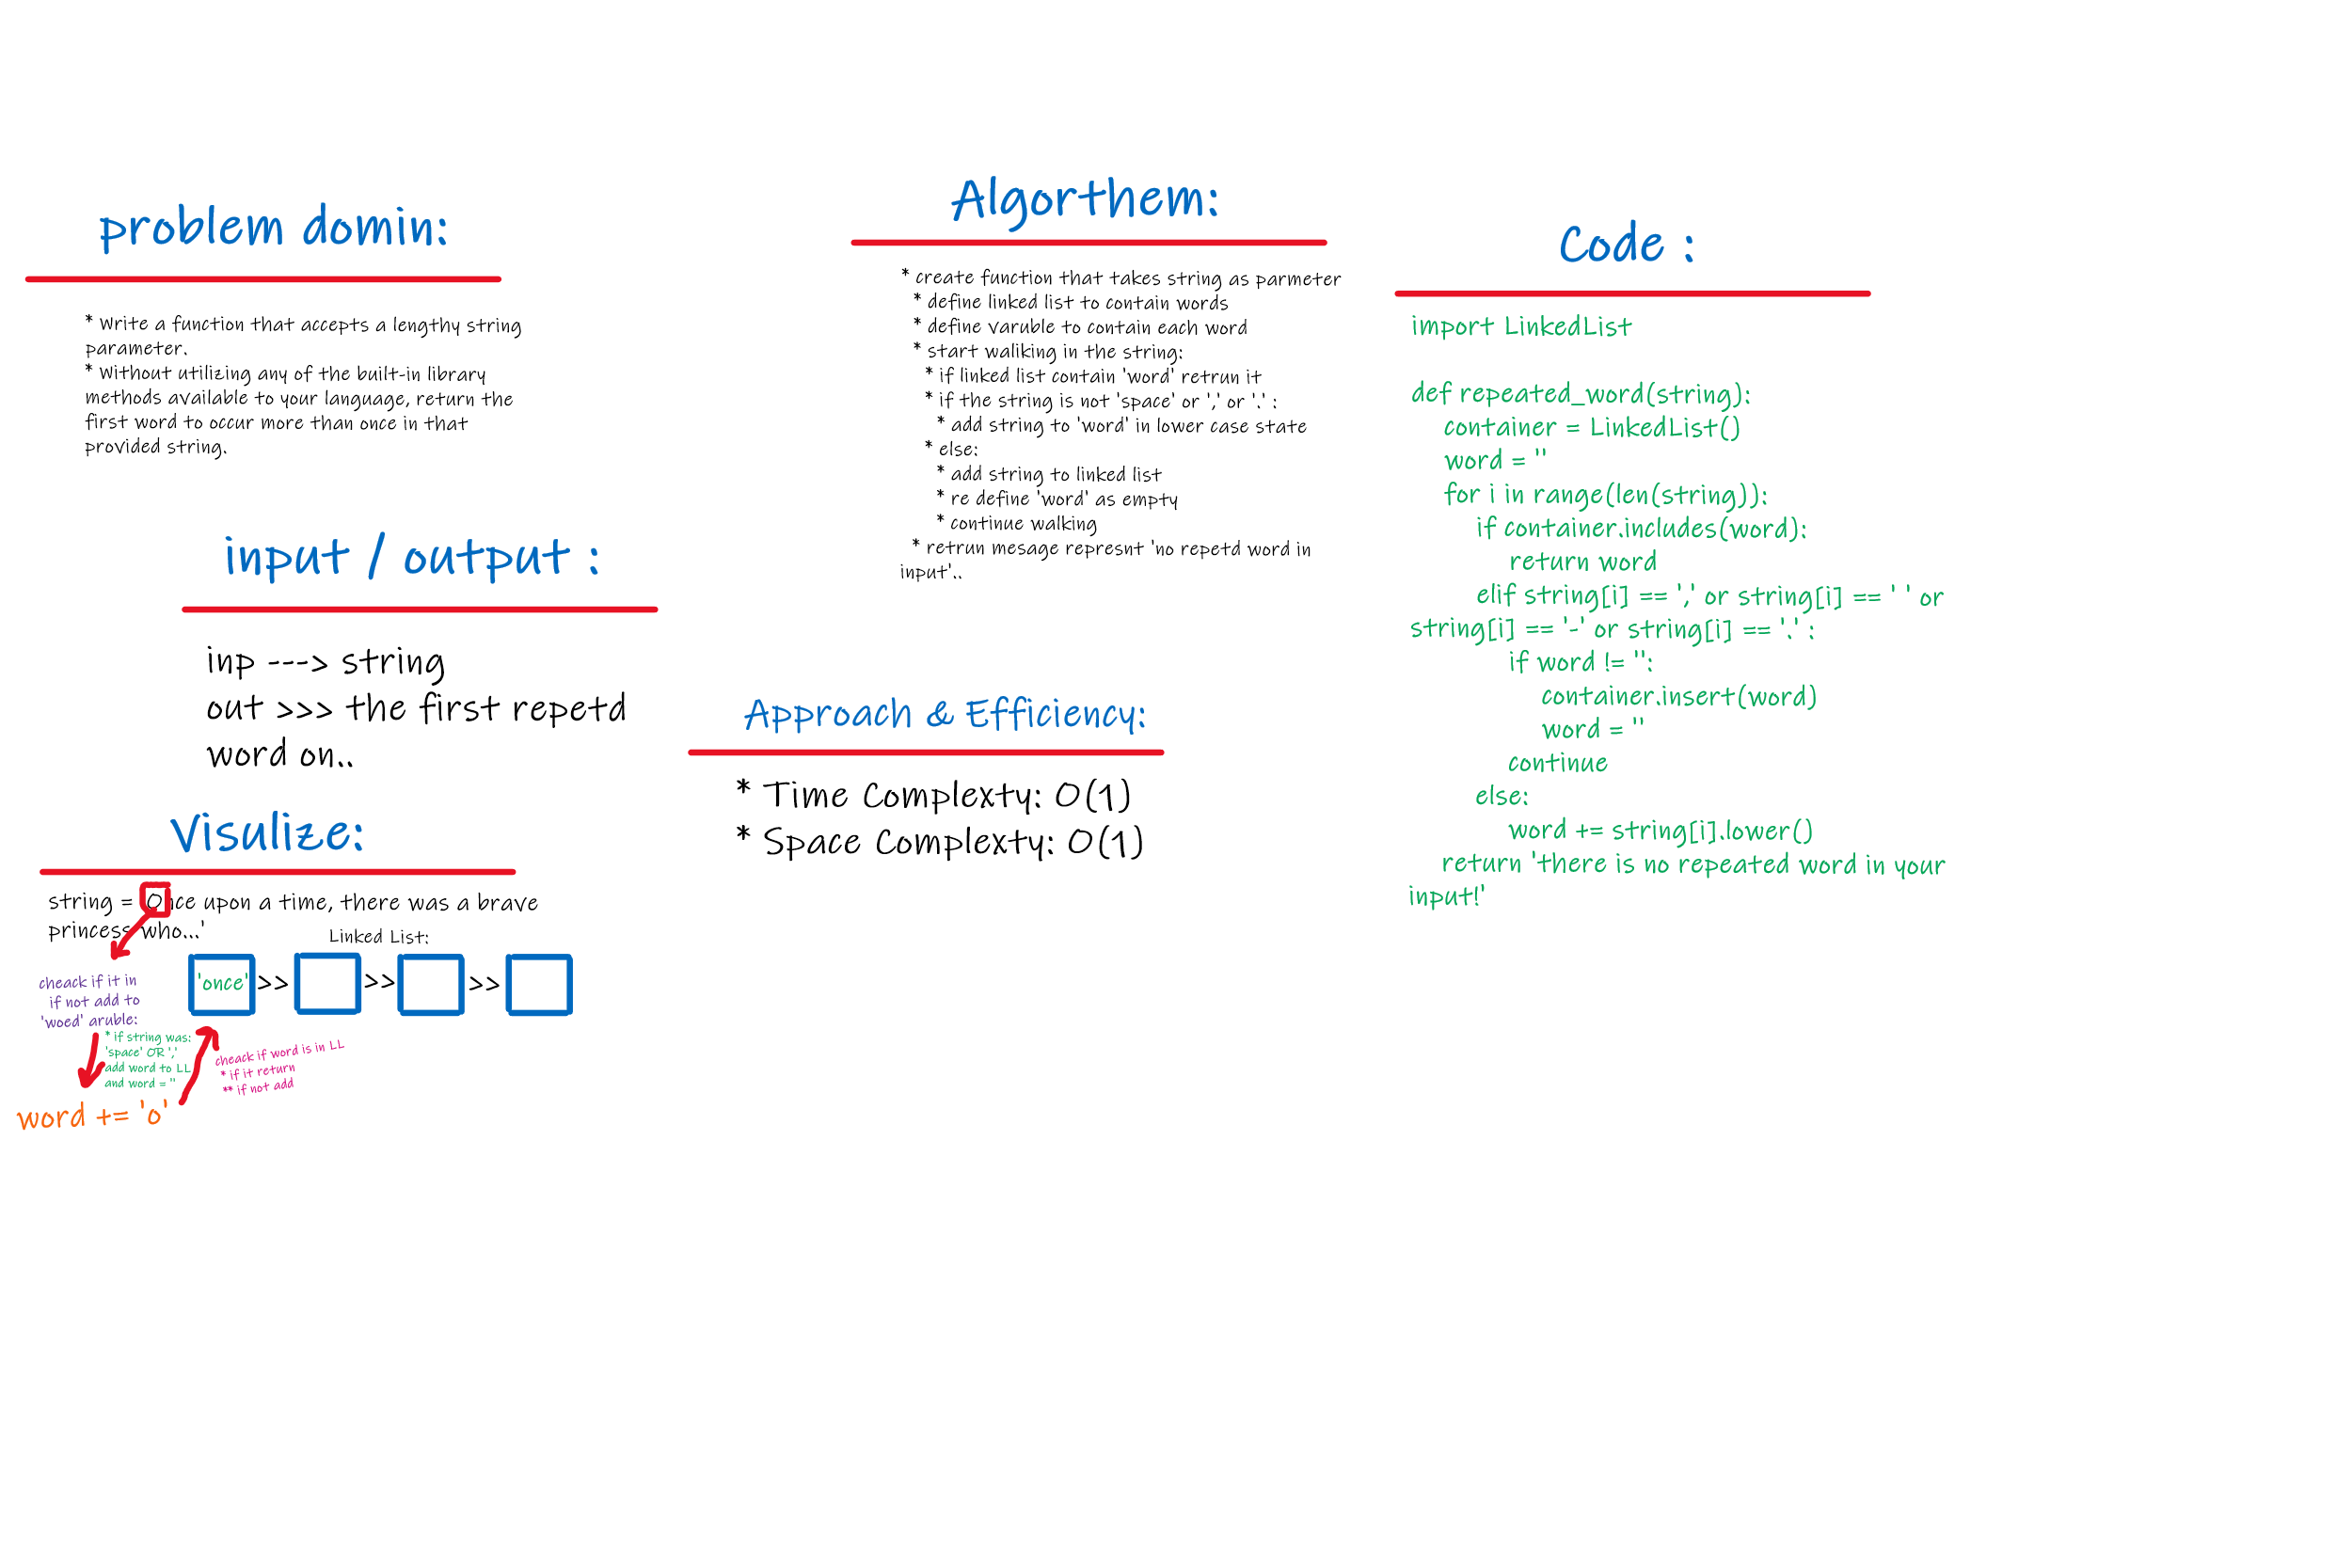 problem domin:
* Write a function that accepts a lengthy string
parameter.
* Without utilizing any of the built-in library
methods available to your language, return the
first word to occur more than once in that
provided string.
input / output :
inp ---> string
out >>> the first repetd
word on..
Visulize:
string = 'Once upon a time, there was a brave
princess who...'
Linked List:
'once' >> >> >>
cheack if it in
if not add to
'woed' aruble:
* if string was:
'space' OR ','
add word to LL
and word = ''
cheack if word is in LL
* if it return
** if not add
word += 'o'
Algorthem:
* create function that takes string as parmeter
* define linked list to contain words
* define varuble to contain each word
* start waliking in the string:
* if linked list contain 'word' retrun it
* if the string is not 'space' or ',' or '.' :
* add string to 'word' in lower case state
* else:
* add string to linked list
* re define 'word' as empty
* continue walking
* retrun mesage represnt 'no repetd word in
input'..
Approach & Efficiency:
* Time Complexty: O(1)
* Space Complexty: O(1)
Code :
import LinkedList
def repeated_word(string):
container = LinkedList()
word = ''
for i in range(len(string)):
if container.includes(word):
return word
elif string[i] == ',' or string[i] == ' ' or
string[i] == '-' or string[i] == '.' :
if word != '':
container.insert(word)
word = ''
continue
else:
word += string[i].lower()
return 'there is no repeated word in your
input!'